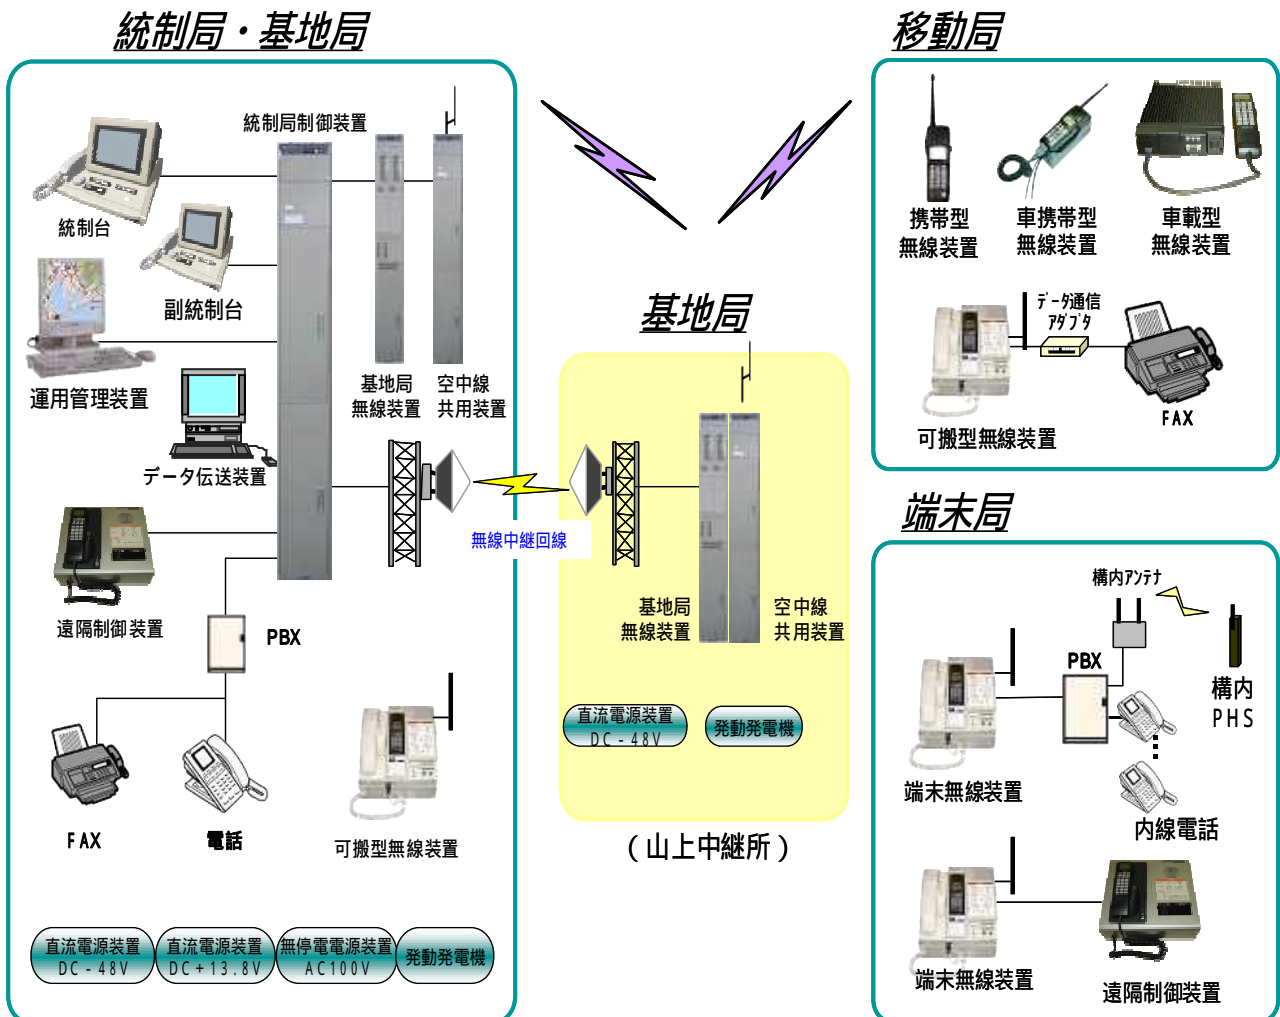 統制局・基地局
統制局制御装置
統制台
副統制台
運用管理装置
データ伝送装置
基地局
無線装置
空中線
共用装置
無線中継回線
遠隔制御装置
PBX
FAX
電話
可搬型無線装置
直流電源装置
DC-48V
直流電源装置
DC+13.8V
無停電電源装置
AC100V
発動発電機
基地局
基地局
無線装置
空中線
共用装置
直流電源装置
DC-48V
発動発電機
(山上中継所)
移動局
携帯型
無線装置
車携帯型
無線装置
車載型
無線装置
データ通信
アダプタ
可搬型無線装置
FAX
端末局
構内アンテナ
PBX
構内
PHS
端末無線装置
内線電話
端末無線装置
遠隔制御装置